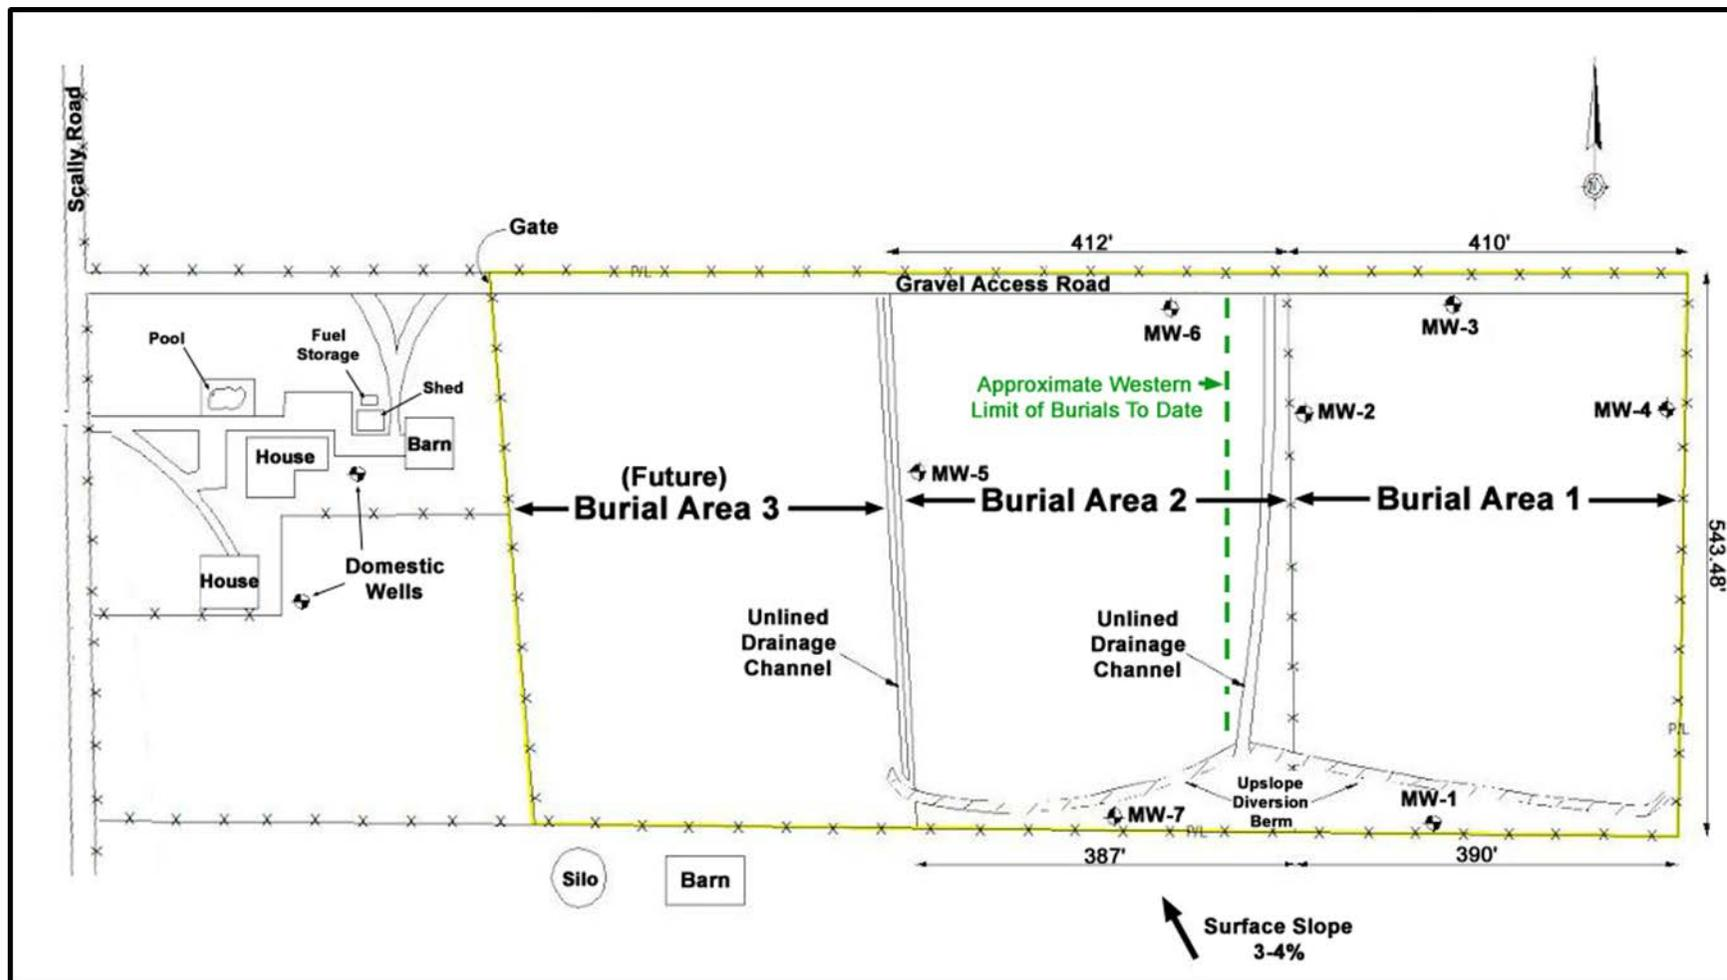 Scally Road
Gate
412'
410'
P/L
Gravel Access Road
MW-6
MW-3
Pool
Fuel
Storage
Shed
Approximate Western
Limit of Burials To Date
MW-2
MW-4
Barn
House
(Future)
Burial Area 3
MW-5
Burial Area 2
Burial Area 1
543.48'
House
Domestic
Wells
Unlined
Drainage
Channel
Unlined
Drainage
Channel
P/L
Upslope
Diversion
Berm
MW-1
MW-7
P/L
387'
390'
Silo
Barn
Surface Slope
3-4%